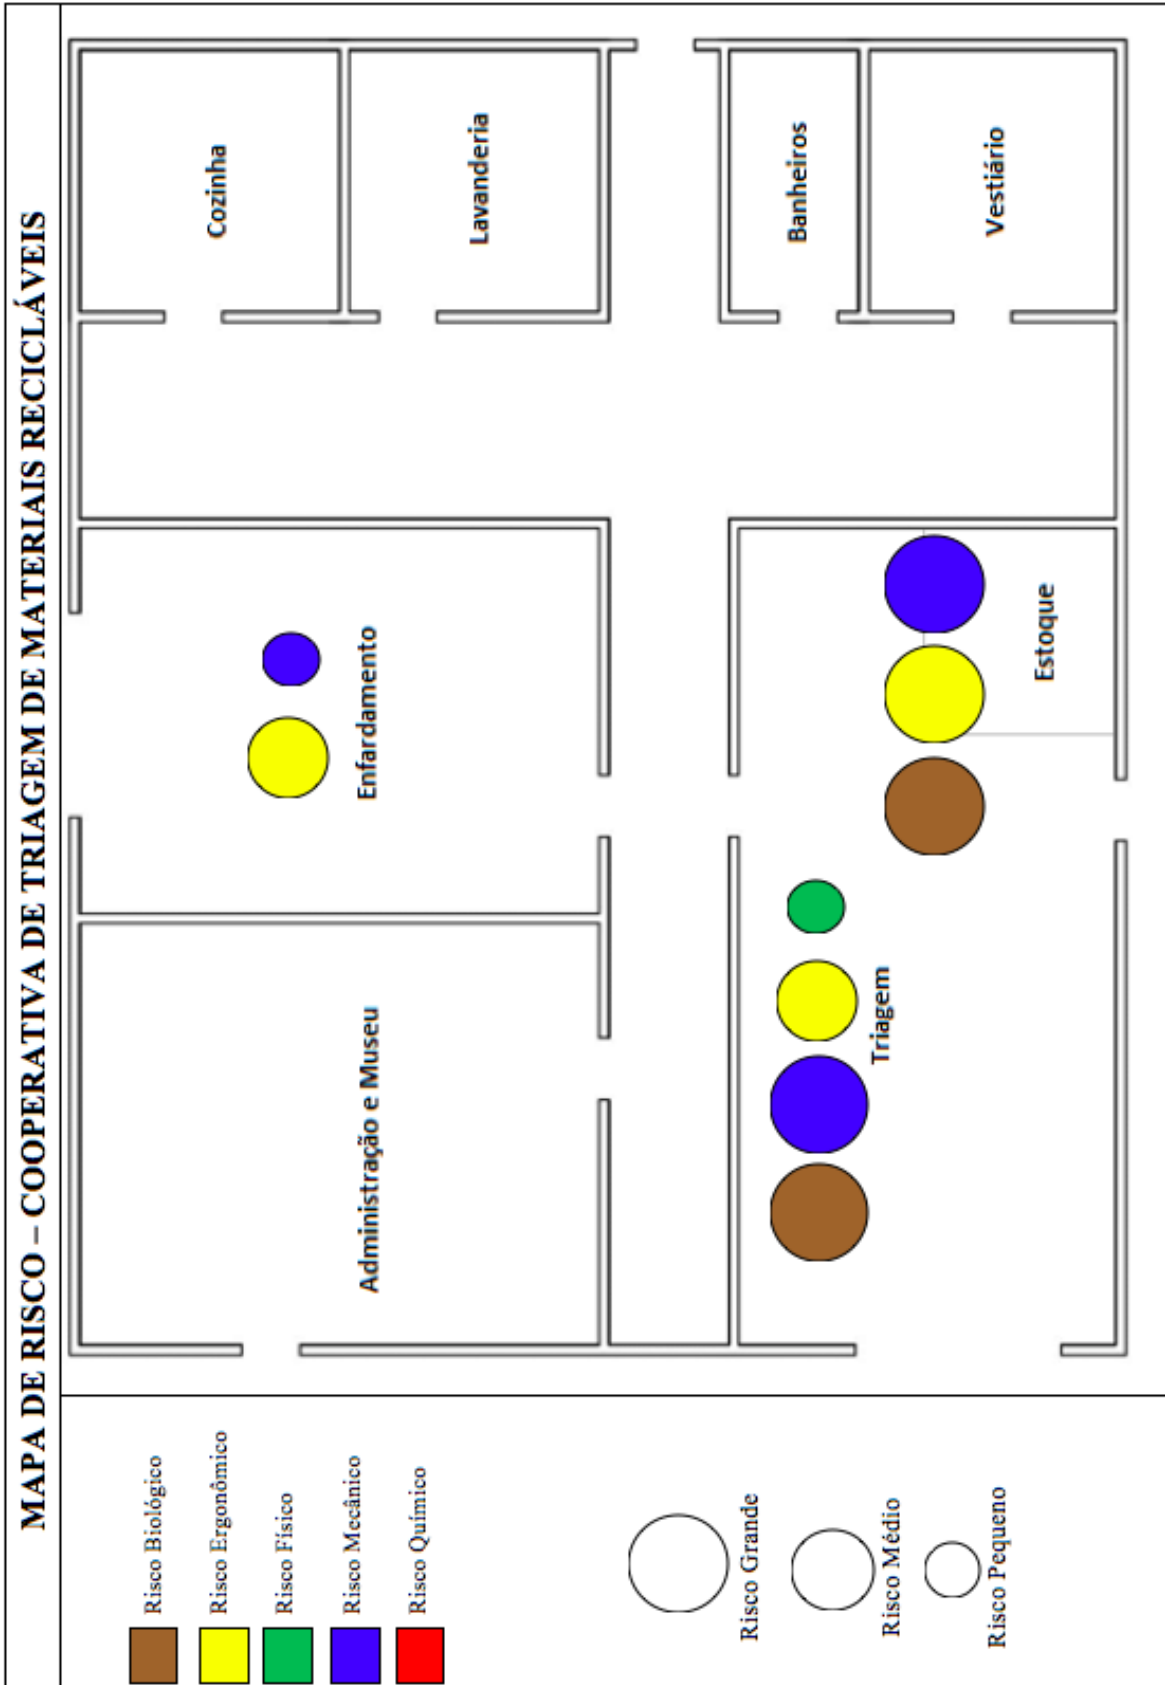 MAPA DE RISCO – COOPERATIVA DE TRIAGEM DE MATERIAIS RECICLÁVEIS
Risco Biológico
Risco Ergonômico
Risco Físico
Risco Mecânico
Risco Químico
Risco Grande
Risco Médio
Risco Pequeno
Administração e Museu
Enfardamento
Cozinha
Lavanderia
Triagem
Estoque
Banheiros
Vestiário